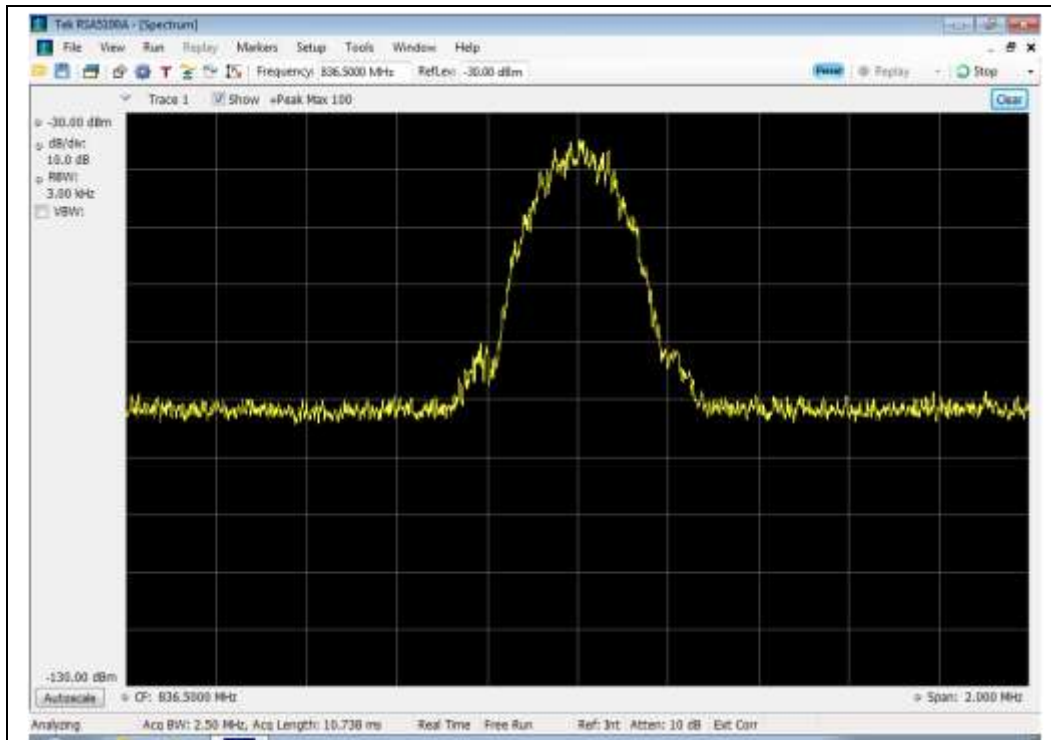 Tek RSA5100A - [Spectrum]
File View Run Replay Markers Setup Tools Window Help
Frequency: 836.5000 MHz RefLev: -30.00 dBm Preset Replay Stop
Trace 1 Show +Peak Max 100 Clear
-30.00 dBm
dB/div:
10.0 dB
RBW:
3.00 kHz
VBW:
-130.00 dBm
Autoscale CF: 836.5000 MHz Span: 2.000 MHz
Analyzing Acq BW: 2.50 MHz, Acq Length: 10.738 ms Real Time Free Run Ref: Int Atten: 10 dB Ext Corr